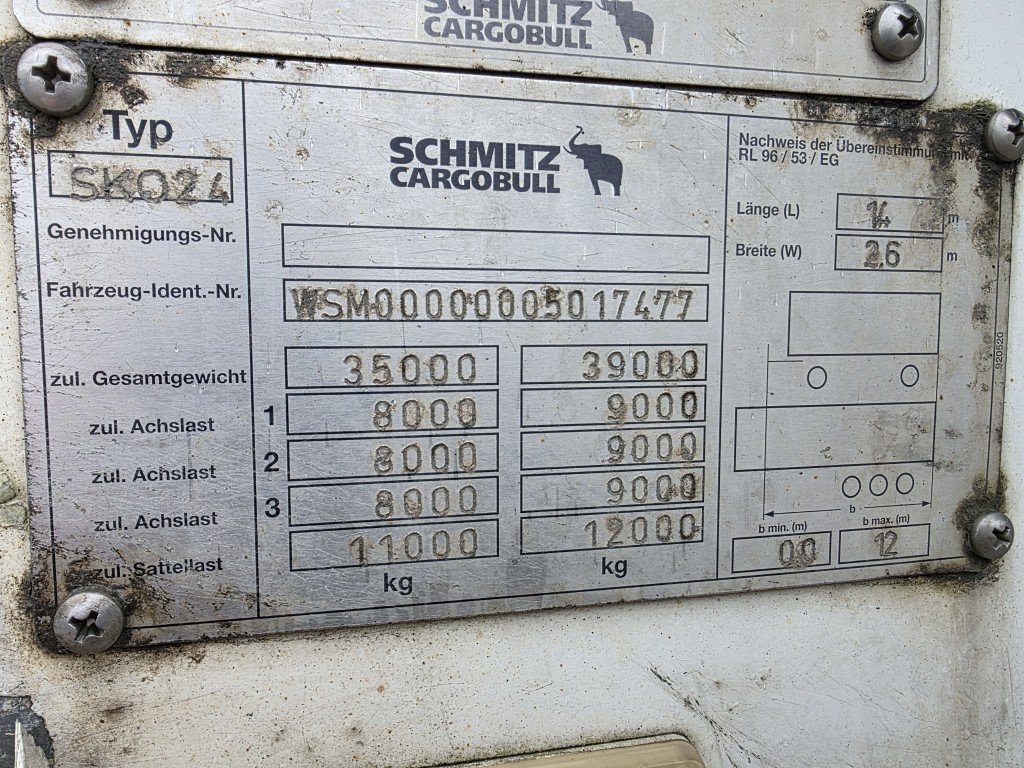 SCHMITZ
CARGOBULL
Typ
SKO24
SCHMITZ
CARGOBULL
Genehmigungs-Nr.
Fahrzeug-Ident.-Nr.
WSM00000005017477
zul. Gesamtgewicht
35000
39000
zul. Achslast
1
8000
9000
zul. Achslast
2
8000
9000
zul. Achslast
3
8000
9000
zul. Sattellast
11000
12000
kg
kg
Nachweis der Übereinstimmung mit
RL 96 / 53 / EG
Länge (L)
14
m
Breite (W)
2.6
m
b
b min. (m)
b max. (m)
0.0
12
920520